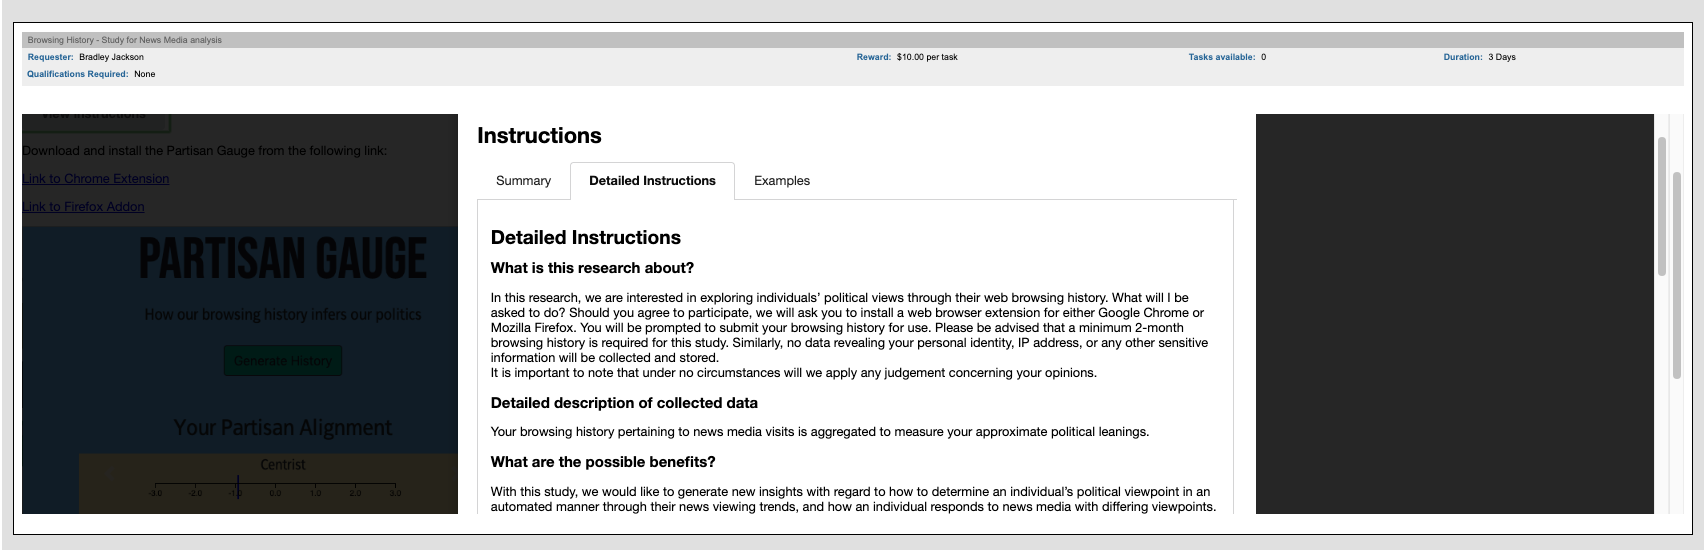 Browsing History - Study for News Media analysis
Requester: Bradley Jackson Reward: $10.00 per task Tasks available: 0 Duration: 3 Days
Qualifications Required: None
View Instructions
Download and install the Partisan Gauge from the following link:
Link to Chrome Extension
Link to Firefox Addon
PARTISAN GAUGE
How our browsing history infers our politics
Generate History
Your Partisan Alignment
Centrist
-3.0 -2.0 -1.0 0.0 1.0 2.0 3.0
Instructions
Summary Detailed Instructions Examples
Detailed Instructions
What is this research about?
In this research, we are interested in exploring individuals' political views through their web browsing history. What will I be
asked to do? Should you agree to participate, we will ask you to install a web browser extension for either Google Chrome or
Mozilla Firefox. You will be prompted to submit your browsing history for use. Please be advised that a minimum 2-month
browsing history is required for this study. Similarly, no data revealing your personal identity, IP address, or any other sensitive
information will be collected and stored.
It is important to note that under no circumstances will we apply any judgement concerning your opinions.
Detailed description of collected data
Your browsing history pertaining to news media visits is aggregated to measure your approximate political leanings.
What are the possible benefits?
With this study, we would like to generate new insights with regard to how to determine an individual's political viewpoint in an
automated manner through their news viewing trends, and how an individual responds to news media with differing viewpoints.